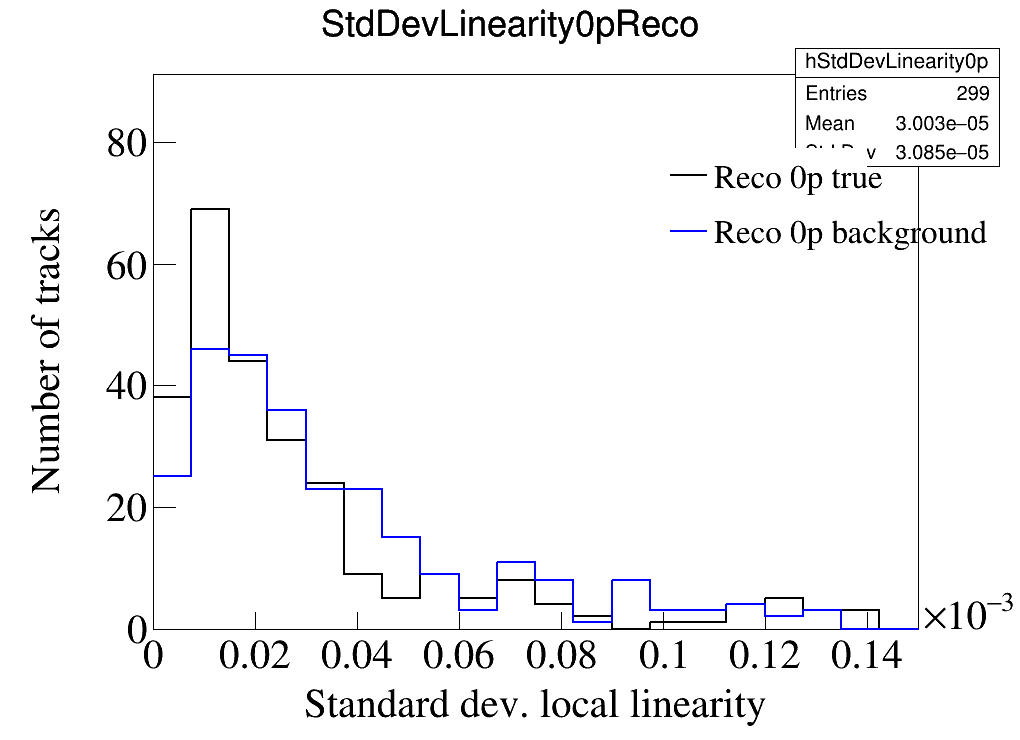 StdDevLinearity0pReco
hStdDevLinearity0p
Entries 299
Mean 3.003e−05
v 3.085e−05
Reco 0p true
Reco 0p background
Number of tracks
80
60
40
20
0
0 0.02 0.04 0.06 0.08 0.1 0.12 0.14
×10⁻³
Standard dev. local linearity